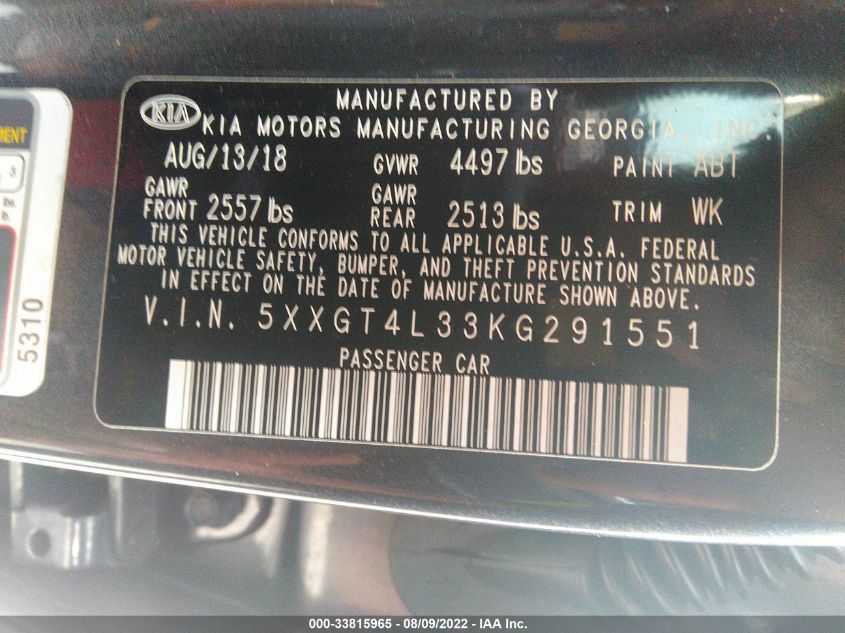 MANUFACTURED BY
KIA KIA MOTORS MANUFACTURING GEORGIA, INC.
AUG/13/18 GVWR 4497 lbs PAINT ABT
GAWR FRONT 2557 lbs GAWR REAR 2513 lbs TRIM WK
THIS VEHICLE CONFORMS TO ALL APPLICABLE U.S.A. FEDERAL
MOTOR VEHICLE SAFETY, BUMPER, AND THEFT PREVENTION STANDARDS
IN EFFECT ON THE DATE OF MANUFACTURE SHOWN ABOVE.
V.I.N. 5XXGT4L33KG291551
PASSENGER CAR
3
5310
000-33815965 - 08/09/2022 - IAA Inc.